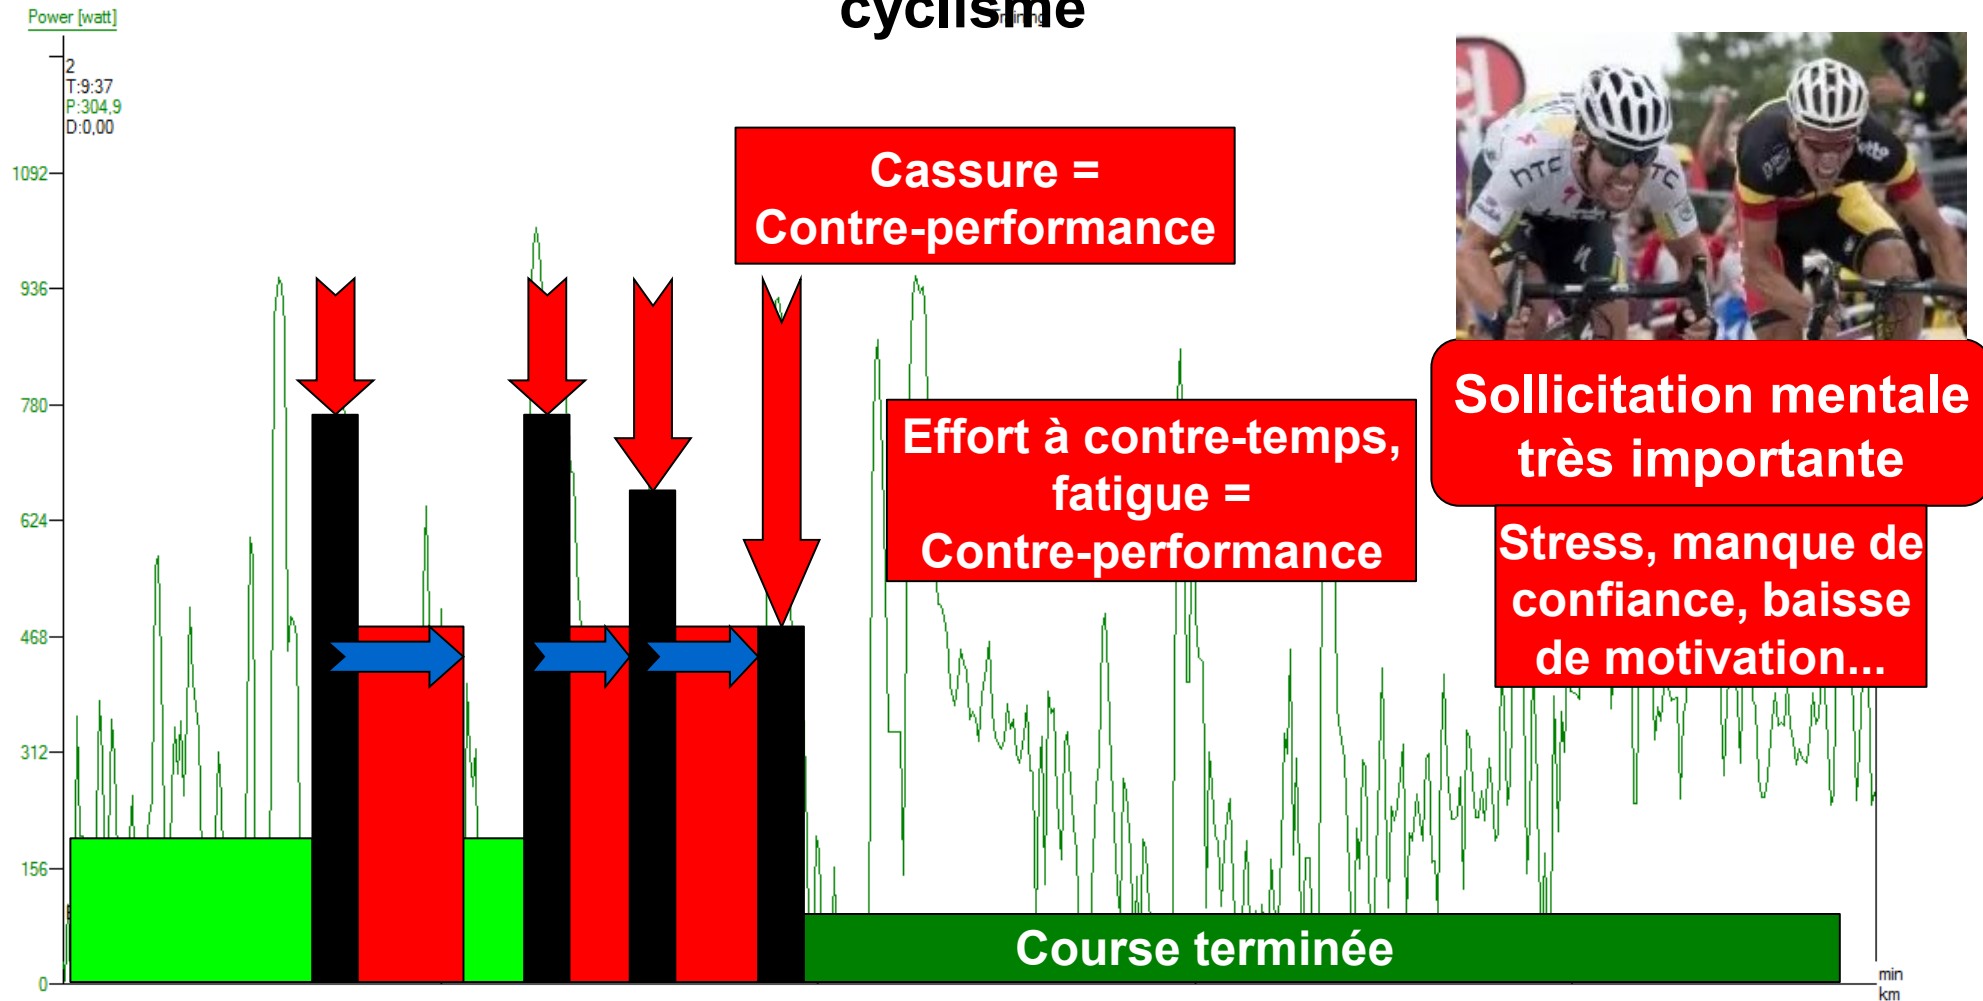 cyclisme
Power [watt]
2
T:9:37
P:304,9
D:0,00
1092
936
780
624
468
312
156
0
Cassure =
Contre-performance
Effort à contre-temps,
fatigue =
Contre-performance
HTC
Sollicitation mentale
très importante
Stress, manque de
confiance, baisse
de motivation...
Course terminée
min
km